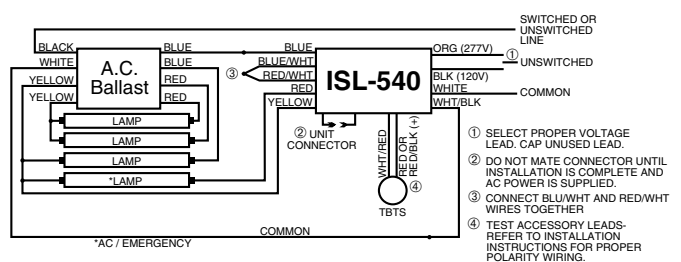 SWITCHED OR
UNSWITCHED
LINE
BLACK
WHITE
YELLOW
YELLOW
A.C.
Ballast
BLUE
BLUE
RED
RED
LAMP
LAMP
LAMP
*LAMP
*AC / EMERGENCY
BLUE
BLUE/WHT
③
RED/WHT
RED
YELLOW
ISL-540
② UNIT
CONNECTOR
WHT/RED
RED OR
RED/BLK (+)
④
TBTS
ORG (277V)
①
UNSWITCHED
BLK (120V)
WHITE
COMMON
WHT/BLK
COMMON
① SELECT PROPER VOLTAGE
LEAD. CAP UNUSED LEAD.
② DO NOT MATE CONNECTOR UNTIL
INSTALLATION IS COMPLETE AND
AC POWER IS SUPPLIED.
③ CONNECT BLU/WHT AND RED/WHT
WIRES TOGETHER
④ TEST ACCESSORY LEADS-
REFER TO INSTALLATION
INSTRUCTIONS FOR PROPER
POLARITY WIRING.